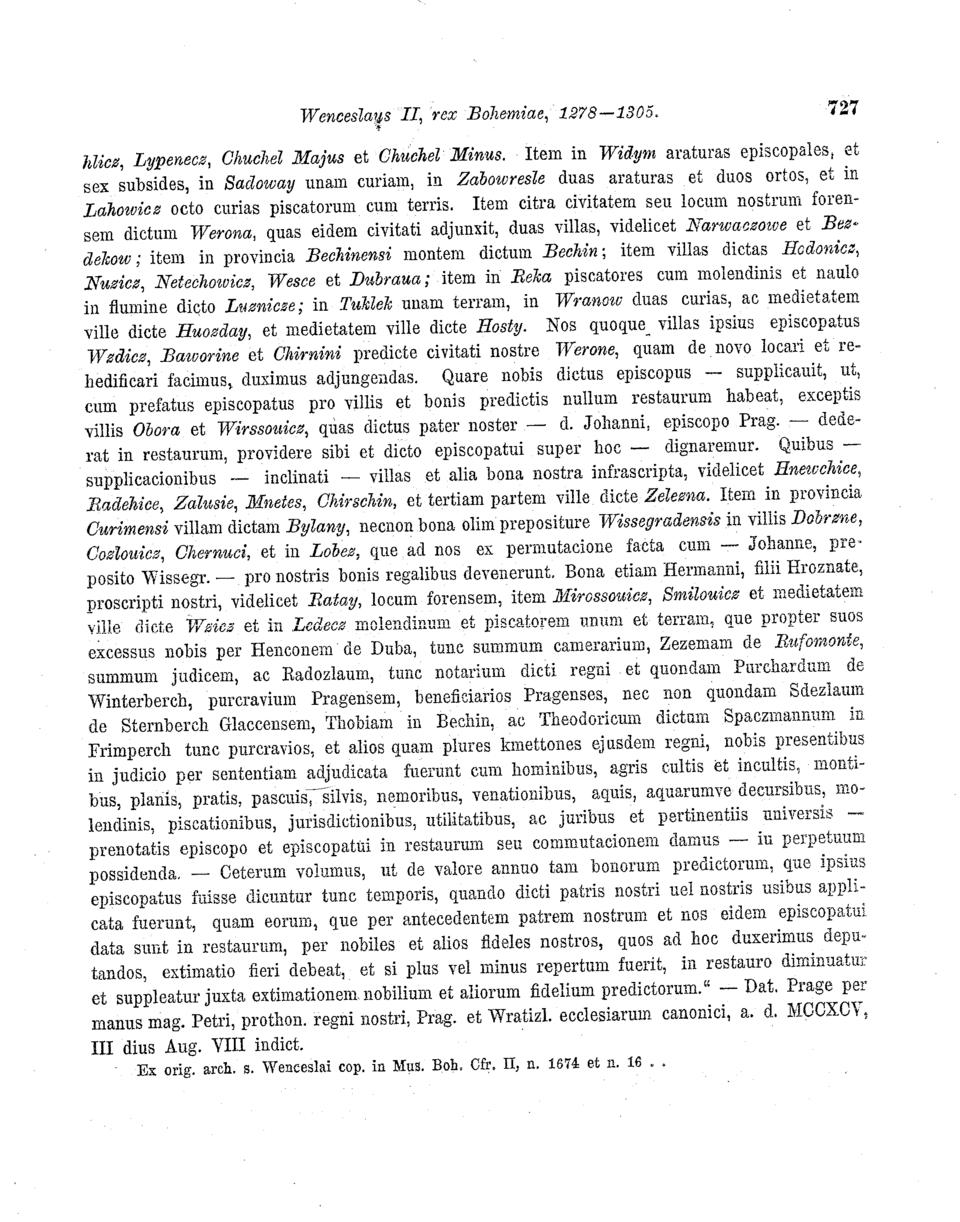 Wenceslaus II, rex Bohemiae, 1278—1305. 727
hlicz, Lypenecz, Chuchel Majus et Chuchel Minus. Item in Widym araturas episcopales, et
sex subsides, in Sadoway unam curiam, in Zabowresle duas araturas et duos ortos, et in
Lahowicz octo curias piscatorum cum terris. Item citra civitatem seu locum nostrum foren-
sem dictum Werona, quas eidem civitati adjunxit, duas villas, videlicet Narwaczowe et Bez-
dekow; item in provincia Bechinensi montem dictum Bechin; item villas dictas Hodonicz,
Nuzicz, Netechowicz, Wesce et Dubraua; item in Reka piscatores cum molendinis et naulo
in flumine dicto Luznicze; in Tuklek unam terram, in Wranow duas curias, ac medietatem
ville dicte Huozday, et medietatem ville dicte Hosty. Nos quoque villas ipsius episcopatus
Wzdicz, Baworine et Chirnini predicte civitati nostre Werone, quam de novo locari et re-
hedificari facimus, duximus adjungendas. Quare nobis dictus episcopus — supplicauit, ut,
cum prefatus episcopatus pro villis et bonis predictis nullum restaurum habeat, exceptis
villis Obora et Wirssouicz, quas dictus pater noster — d. Johanni, episcopo Prag. — dede-
rat in restaurum, providere sibi et dicto episcopatui super hoc — dignaremur. Quibus —
supplicacionibus — inclinati — villas et alia bona nostra infrascripta, videlicet Hnewchice,
Radehice, Zalusie, Mnetes, Chirschin, et tertiam partem ville dicte Zelezna. Item in provincia
Curimensi villam dictam Bylany, necnon bona olim prepositure Wissegradensis in villis Dobrzne,
Cozlouicz, Chernuci, et in Lobez, que ad nos ex permutacione facta cum — Johanne, pre-
posito Wissegr. — pro nostris bonis regalibus devenerunt. Bona etiam Hermanni, filii Hroznate,
proscripti nostri, videlicet Ratay, locum forensem, item Mirossouicz, Smilouicz et medietatem
ville dicte Wzicz et in Ledecz molendinum et piscatorem unum et terram, que propter suos
excessus nobis per Henconem de Duba, tunc summum camerarium, Zezemam de Rufomonte,
summum judicem, ac Radozlaum, tunc notarium dicti regni et quondam Purchardum de
Winterberch, purcravium Pragensem, beneficiarios Pragenses, nec non quondam Sdezlaum
de Sternberch Glaccensem, Thobiam in Bechin, ac Theodoricum dictum Spaczmannum in
Frimperch tunc purcravios, et alios quam plures kmettones ejusdem regni, nobis presentibus
in judicio per sententiam adjudicata fuerunt cum hominibus, agris cultis et incultis, monti-
bus, planis, pratis, pascuis, silvis, nemoribus, venationibus, aquis, aquarumve decursibus, mo-
lendinis, piscationibus, jurisdictionibus, utilitatibus, ac juribus et pertinentiis universis —
prenotatis episcopo et episcopatui in restaurum seu commutacionem damus — iu perpetuum
possidenda. — Ceterum volumus, ut de valore annuo tam bonorum predictorum, que ipsius
episcopatus fuisse dicuntur tunc temporis, quando dicti patris nostri uel nostris usibus appli-
cata fuerunt, quam eorum, que per antecedentem patrem nostrum et nos eidem episcopatui
data sunt in restaurum, per nobiles et alios fideles nostros, quos ad hoc duxerimus depu-
tandos, extimatio fieri debeat, et si plus vel minus repertum fuerit, in restauro diminuatur
et suppleatur juxta extimationem nobilium et aliorum fidelium predictorum.“ — Dat. Prage per
manus mag. Petri, prothon. regni nostri, Prag. et Wratizl. ecclesiarum canonici, a. d. MCCXCV,
III dius Aug. VIII indict.
Ex orig. arch. s. Wenceslai cop. in Mus. Boh. Cfr. II, n. 1674 et n. 16 . .